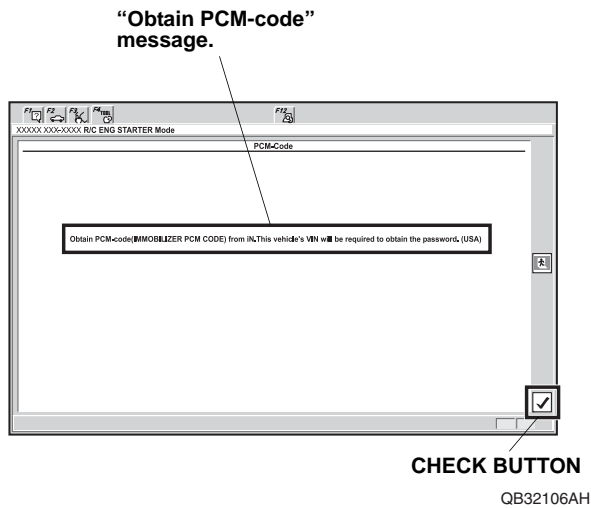 “Obtain PCM-code”
message.
F1 F2 F3 F4 TOOL F12
XXXXX XXX-XXXX R/C ENG STARTER Mode
PCM-Code
Obtain PCM-code(IMMOBILIZER PCM CODE) from iN.This vehicle's VIN will be required to obtain the password. (USA)
CHECK BUTTON
QB32106AH